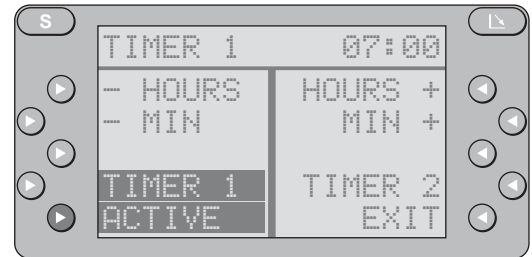 S
TIMER 1 07:00
- HOURS HOURS +
- MIN MIN +
TIMER 1 TIMER 2
ACTIVE EXIT